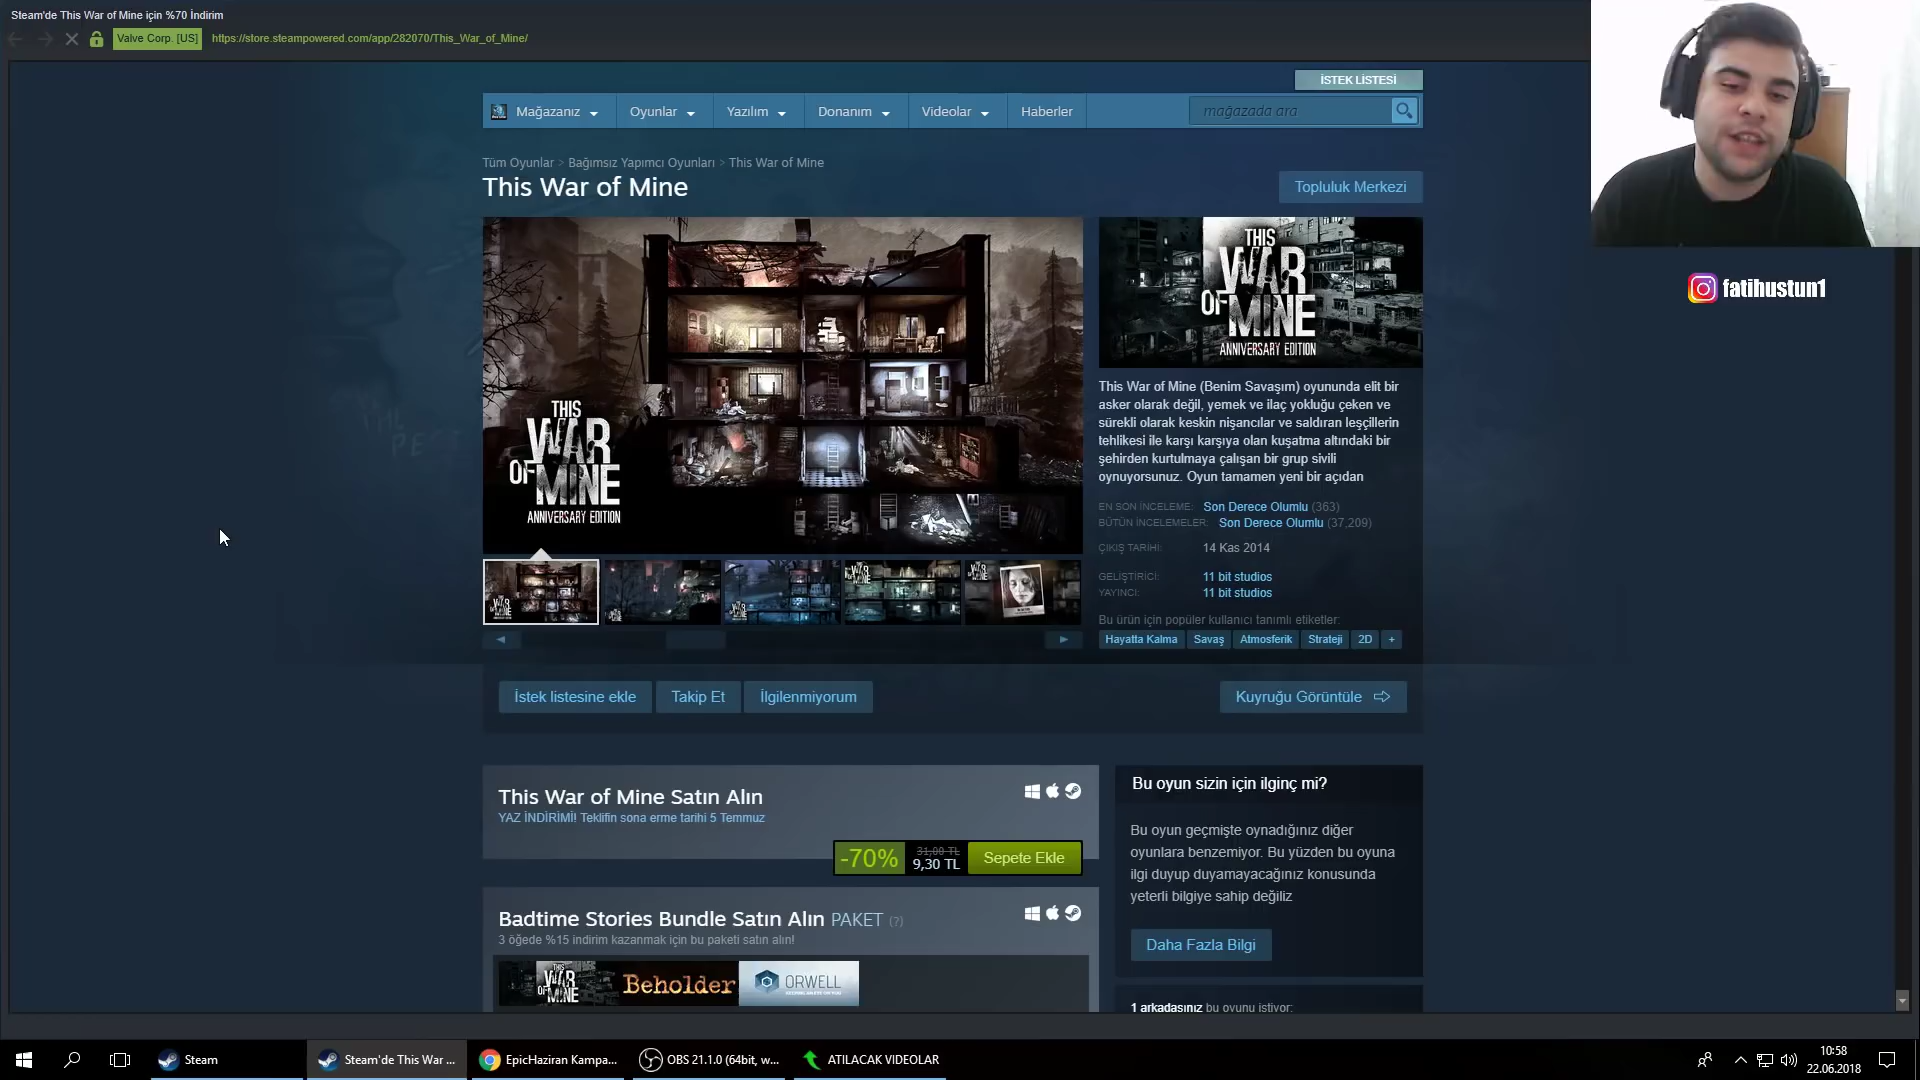 Steam'de This War of Mine için %70 İndirim
Valve Corp. [US] https://store.steampowered.com/app/282070/This_War_of_Mine/
İSTEK LİSTESİ
Mağazanız Oyunlar Yazılım Donanım Videolar Haberler mağazada ara
Tüm Oyunlar > Bağımsız Yapımcı Oyunları > This War of Mine
This War of Mine
Topluluk Merkezi
THIS
WAR
OF MINE
ANNIVERSARY EDITION
THIS
WAR
OF MINE
ANNIVERSARY EDITION
fatihustun1
This War of Mine (Benim Savaşım) oyununda elit bir
asker olarak değil, yemek ve ilaç yokluğu çeken ve
sürekli olarak keskin nişancılar ve saldıran leşçillerin
tehlikesi ile karşı karşıya olan kuşatma altındaki bir
şehirden kurtulmaya çalışan bir grup sivili
oynuyorsunuz. Oyun tamamen yeni bir açıdan
EN SON İNCELEME: Son Derece Olumlu (363)
BÜTÜN İNCELEMELER: Son Derece Olumlu (37,209)
ÇIKIŞ TARIHI: 14 Kas 2014
GELİŞTİRİCİ: 11 bit studios
YAYINCI: 11 bit studios
Bu ürün için popüler kullanıcı tanımlı etiketler:
Hayatta Kalma Savaş Atmosferik Strateji 2D +
İstek listesine ekle Takip Et İlgilenmiyorum Kuyruğu Görüntüle
This War of Mine Satın Alın
YAZ İNDİRİMİ! Teklifin sona erme tarihi 5 Temmuz
-70% 31,00 TL 9,30 TL Sepete Ekle
Badtime Stories Bundle Satın Alın PAKET (?)
3 öğede %15 indirim kazanmak için bu paketi satın alın!
THIS WAR OF MINE Beholder ORWELL
Bu oyun sizin için ilginç mi?
Bu oyun geçmişte oynadığınız diğer
oyunlara benzemiyor. Bu yüzden bu oyuna
ilgi duyup duyamayacağınız konusunda
yeterli bilgiye sahip değiliz
Daha Fazla Bilgi
1 arkadaşınız bu oyunu istiyor:
Steam Steam'de This War ... EpicHaziran Kampa... OBS 21.1.0 (64bit, w... ATILACAK VIDEOLAR
10:58
22.06.2018